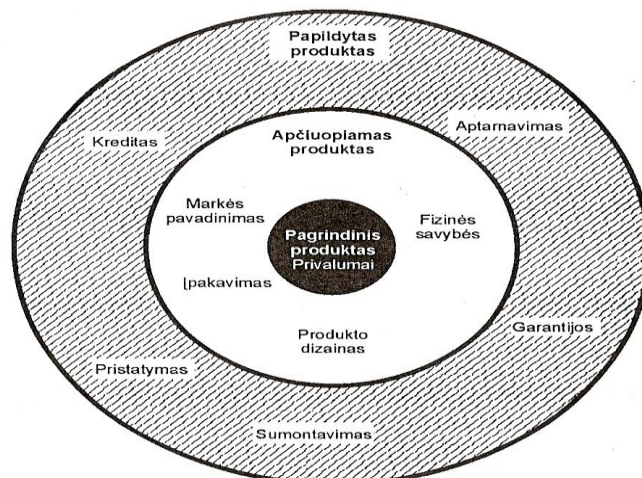 Papildytas
produktas
Kreditas
Aptarnavimas
Apčiuopiamas
produktas
Markės
pavadinimas
Fizinės
savybės
Pagrindinis
produktas
Privalumai
Įpakavimas
Produkto
dizainas
Garantijos
Pristatymas
Sumontavimas